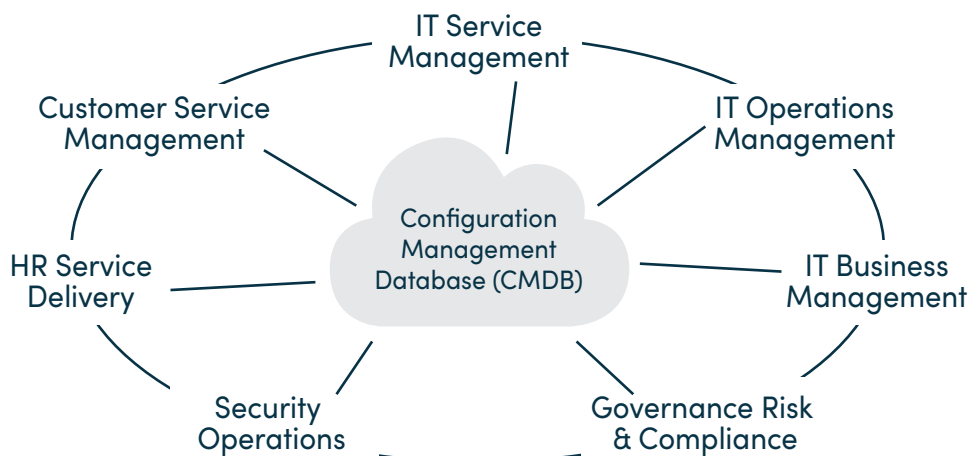 IT Service
Management
Customer Service
Management
IT Operations
Management
Configuration
Management
Database (CMDB)
HR Service
Delivery
IT Business
Management
Security
Operations
Governance Risk
& Compliance